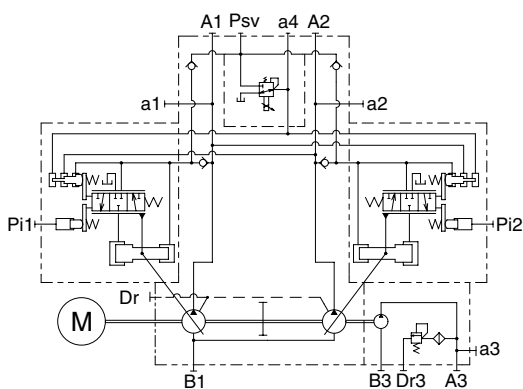 A1 Psv a4 A2
a1 a2
Pi1 Pi2
Dr
M
a3
B1 B3 Dr3 A3